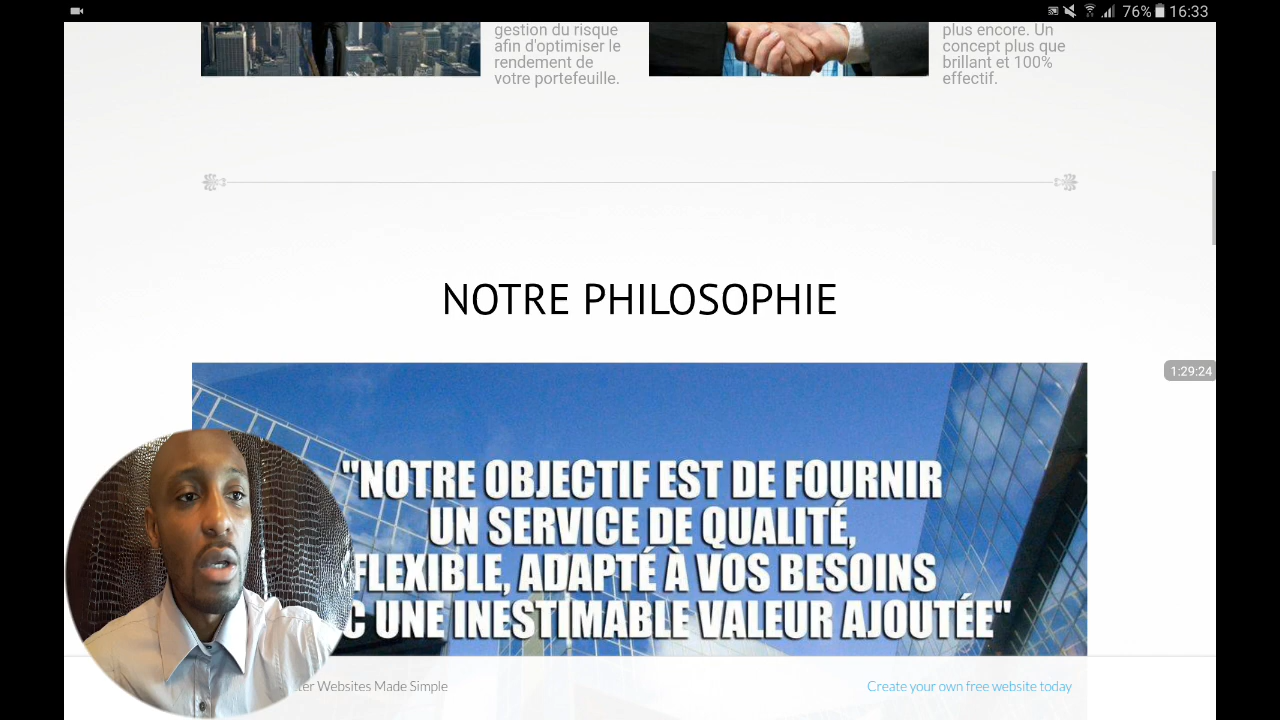 76% 16:33
gestion du risque
afin d'optimiser le
rendement de
votre portefeuille.
plus encore. Un
concept plus que
brillant et 100%
effectif.
NOTRE PHILOSOPHIE
1:29:24
"NOTRE OBJECTIF EST DE FOURNIR
UN SERVICE DE QUALITÉ,
FLEXIBLE, ADAPTÉ À VOS BESOINS
UNE INESTIMABLE VALEUR AJOUTÉE"
Websites Made Simple
Create your own free website today